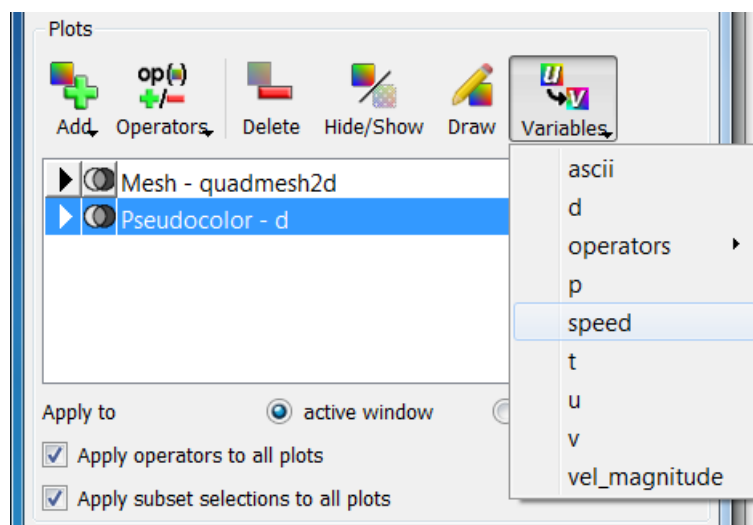 Plots
op(=)
+/-
u
v
Add Operators Delete Hide/Show Draw Variables
Mesh - quadmesh2d
Pseudocolor - d
ascii
d
operators
p
speed
t
u
v
vel_magnitude
Apply to active window
Apply operators to all plots
Apply subset selections to all plots